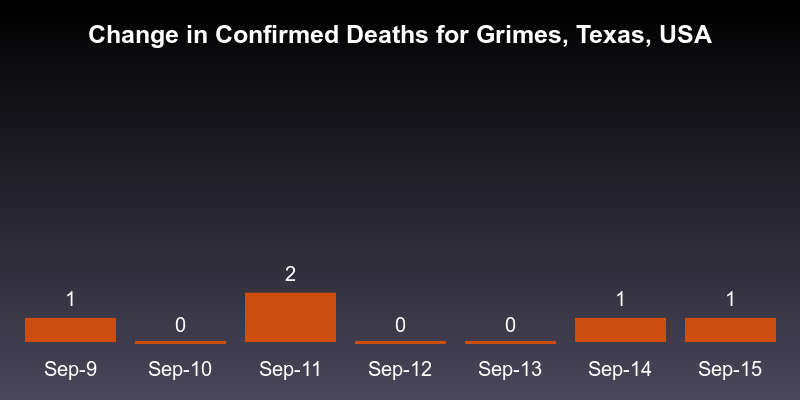 Change in Confirmed Deaths for Grimes, Texas, USA
1
0
2
0
0
1
1
Sep-9
Sep-10
Sep-11
Sep-12
Sep-13
Sep-14
Sep-15